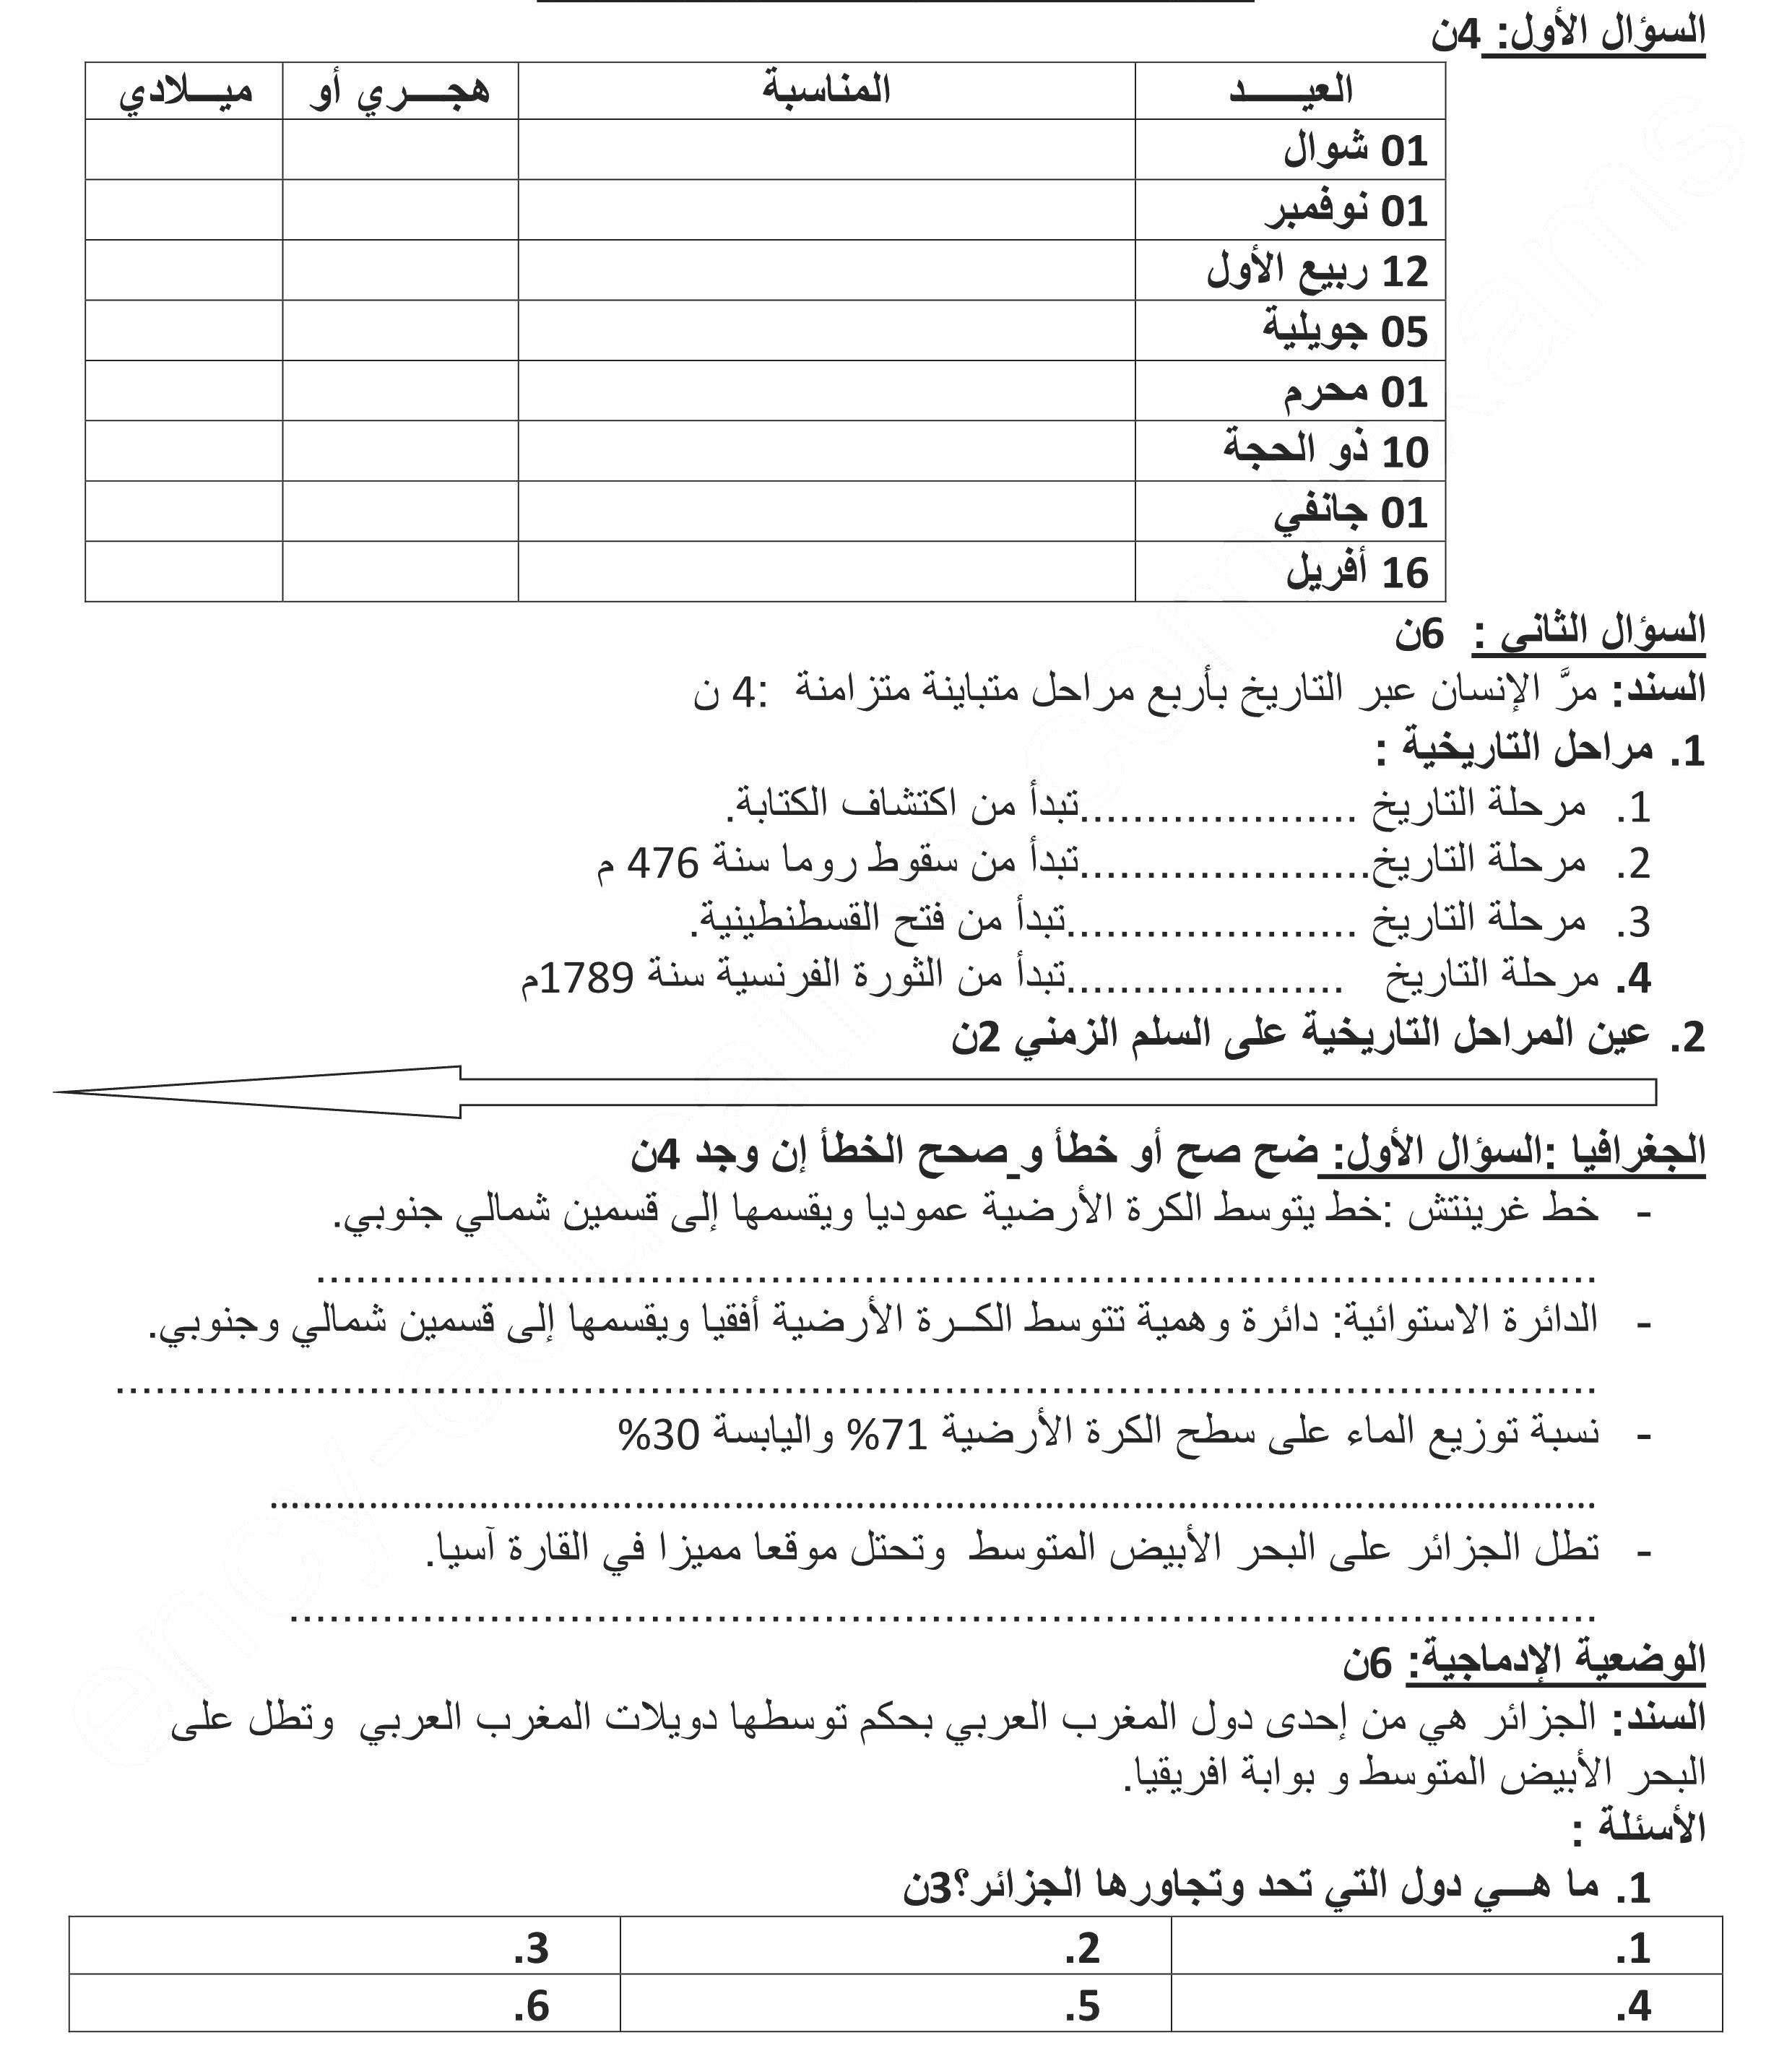 السؤال الأول: 4ن
العيــــد المناسبة هجـــري أو ميــلادي
01 شوال
01 نوفمبر
12 ربيع الأول
05 جويلية
01 محرم
10 ذو الحجة
01 جانفي
16 أفريل
السؤال الثاني : 6ن
السند: مرَّ الإنسان عبر التاريخ بأربع مراحل متباينة متزامنة :4 ن
1. مراحل التاريخية :
1. مرحلة التاريخ .....................تبدأ من اكتشاف الكتابة.
2. مرحلة التاريخ......................تبدأ من سقوط روما سنة 476 م
3. مرحلة التاريخ ......................تبدأ من فتح القسطنطينية.
4. مرحلة التاريخ .....................تبدأ من الثورة الفرنسية سنة 1789م
2. عين المراحل التاريخية على السلم الزمني 2ن
الجغرافيا :السؤال الأول: ضح صح أو خطأ و صحح الخطأ إن وجد 4ن
- خط غرينتش :خط يتوسط الكرة الأرضية عموديا ويقسمها إلى قسمين شمالي جنوبي.
................................................................................................
- الدائرة الاستوائية: دائرة وهمية تتوسط الكــرة الأرضية أفقيا ويقسمها إلى قسمين شمالي وجنوبي.
...............................................................................................................
- نسبة توزيع الماء على سطح الكرة الأرضية 71% واليابسة 30%
...................................................................................................
- تطل الجزائر على البحر الأبيض المتوسط وتحتل موقعا مميزا في القارة آسيا.
..................................................................................................
الوضعية الإدماجية: 6ن
السند: الجزائر هي من إحدى دول المغرب العربي بحكم توسطها دويلات المغرب العربي وتطل على
البحر الأبيض المتوسط و بوابة افريقيا.
الأسئلة :
1. ما هــي دول التي تحد وتجاورها الجزائر؟3ن
1. 2. 3.
4. 5. 6.